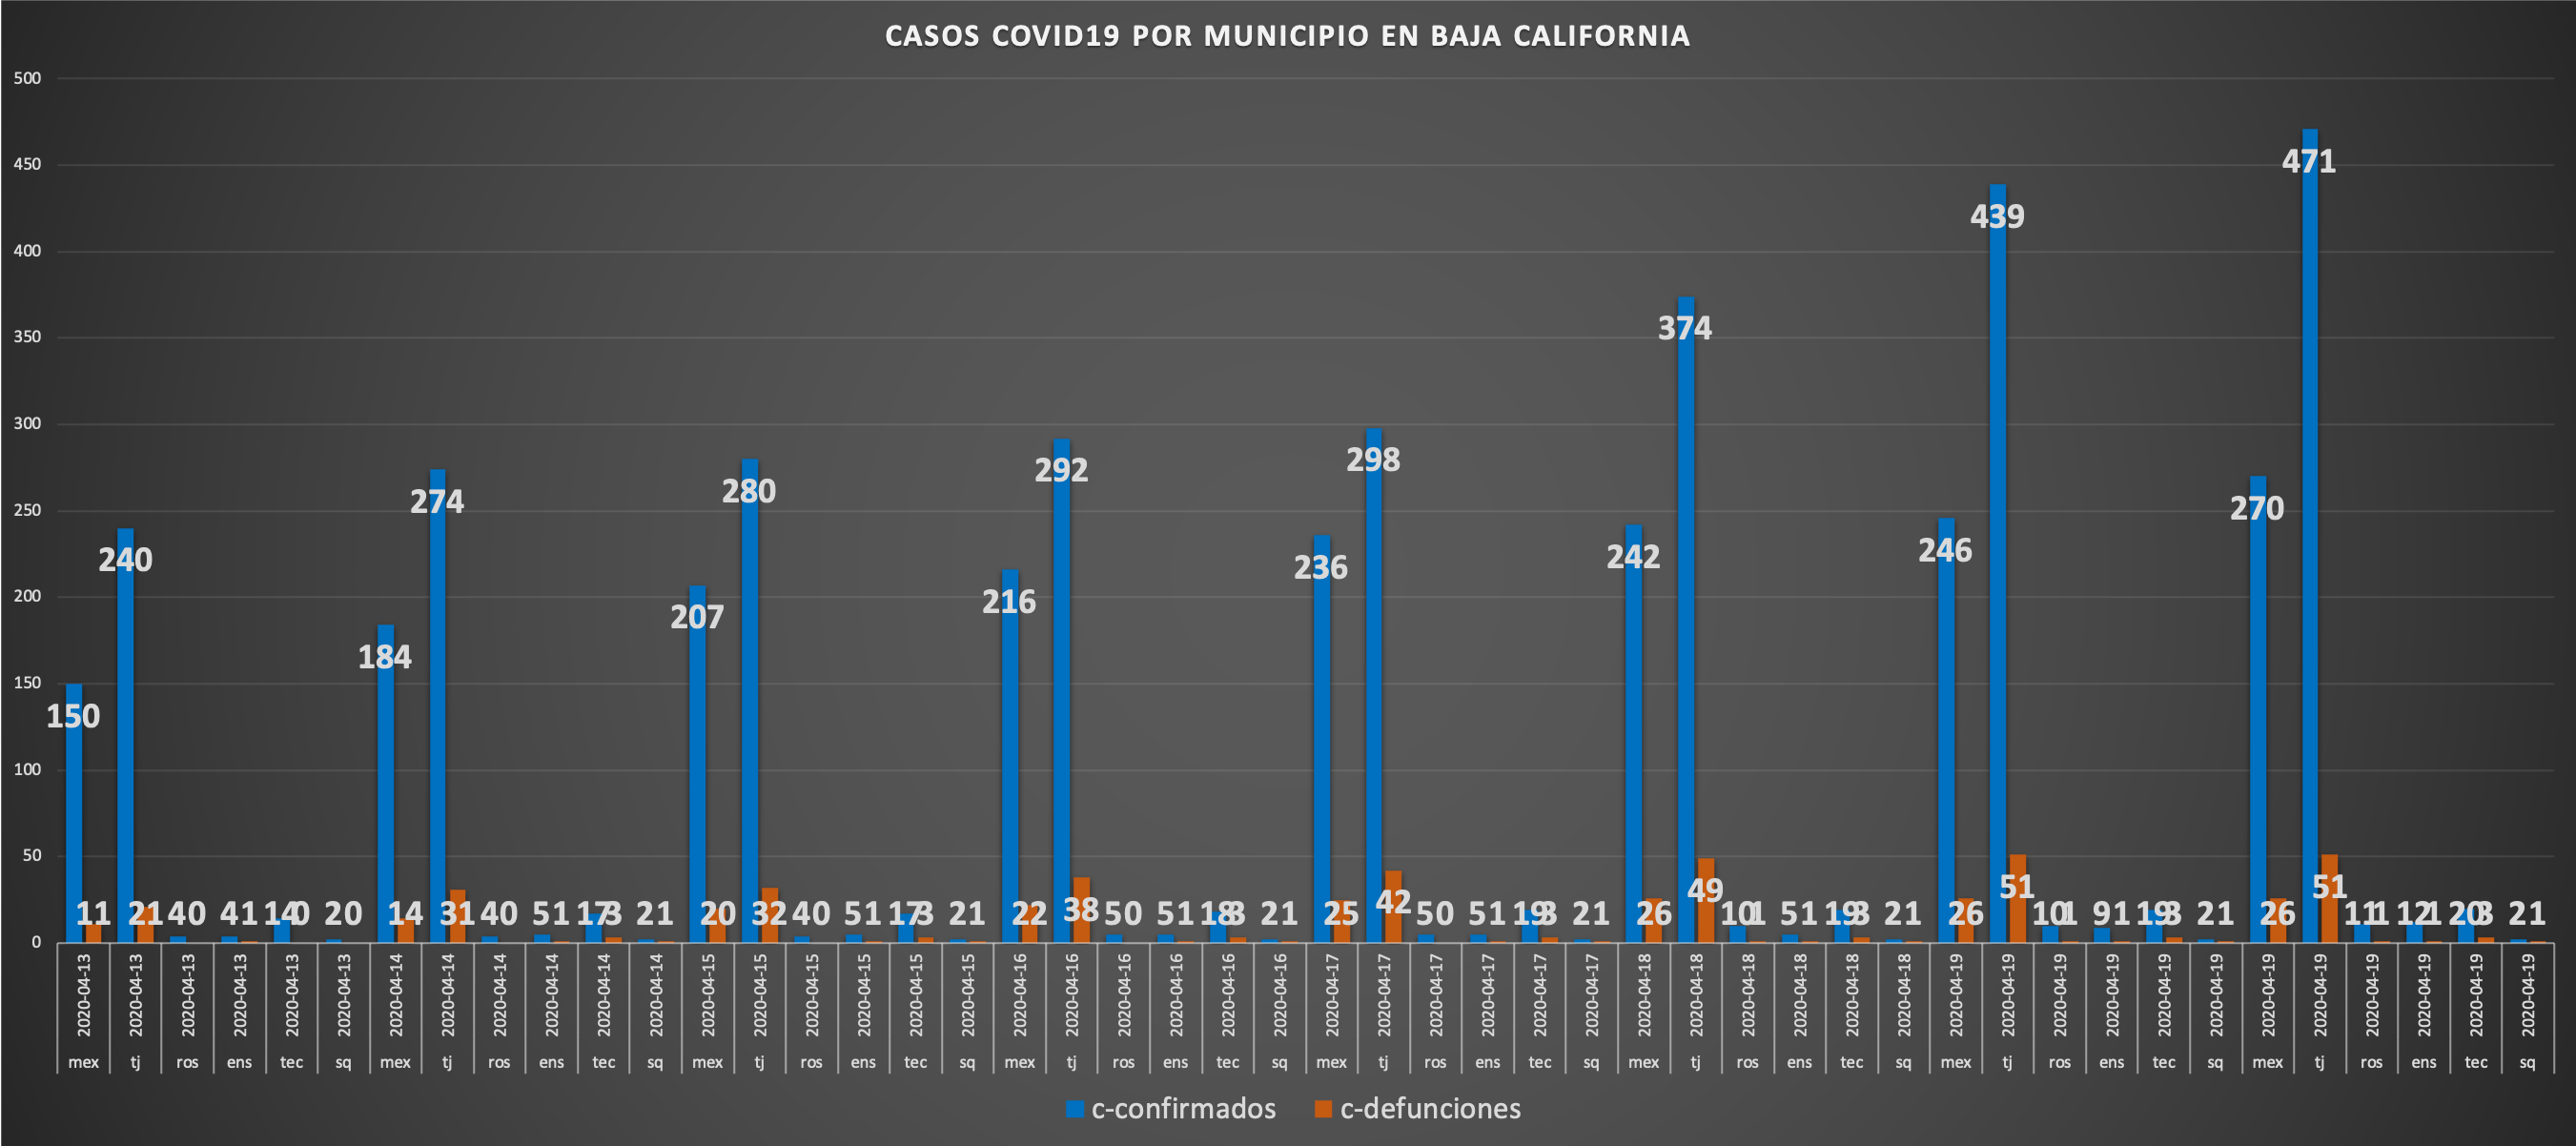 CASOS COVID19 POR MUNICIPIO EN BAJA CALIFORNIA
500
450
400
350
300
250
200
150
100
50
0
150 11 240 21 4 0 4 1 14 0 2 0
184 14 274 31 4 0 5 1 17 3 2 1
207 20 280 32 4 0 5 1 17 3 2 1
216 22 292 38 5 0 5 1 18 3 2 1
236 25 298 42 5 0 5 1 19 3 2 1
242 26 374 49 10 1 5 1 19 3 2 1
246 26 439 51 10 1 9 1 19 3 2 1
270 26 471 51 11 1 12 1 20 3 2 1
2020-04-13 2020-04-13 2020-04-13 2020-04-13 2020-04-13 2020-04-13 2020-04-14 2020-04-14 2020-04-14 2020-04-14 2020-04-14 2020-04-14 2020-04-15 2020-04-15 2020-04-15 2020-04-15 2020-04-15 2020-04-15 2020-04-16 2020-04-16 2020-04-16 2020-04-16 2020-04-16 2020-04-16 2020-04-17 2020-04-17 2020-04-17 2020-04-17 2020-04-17 2020-04-17 2020-04-18 2020-04-18 2020-04-18 2020-04-18 2020-04-18 2020-04-18 2020-04-19 2020-04-19 2020-04-19 2020-04-19 2020-04-19 2020-04-19 2020-04-19 2020-04-19 2020-04-19 2020-04-19 2020-04-19 2020-04-19
mex tj ros ens tec sq mex tj ros ens tec sq mex tj ros ens tec sq mex tj ros ens tec sq mex tj ros ens tec sq mex tj ros ens tec sq mex tj ros ens tec sq mex tj ros ens tec sq
c-confirmados c-defunciones